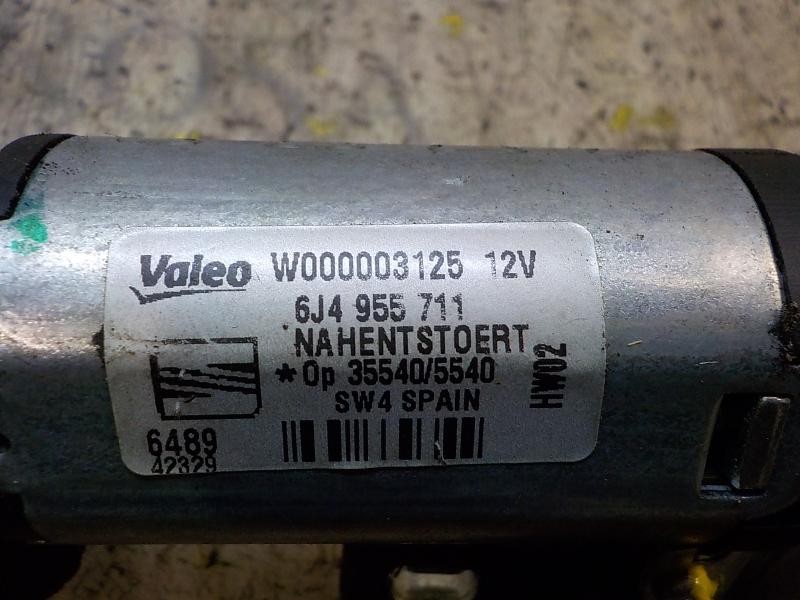 Valeo W000003125 12V
6J4 955 711
NAHENTSTOERT
*Op 35540/5540
SW4 SPAIN
HW02
6489
42329